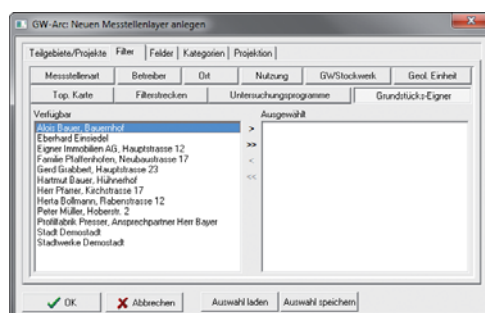 GW-Arc: Neuen Messtellenlayer anlegen
Teilgebiete/Projekte Filter Felder Kategorien Projektion
Messstellenart Betreiber Ort Nutzung GWStockwerk Geol. Einheit
Top. Karte Filterstrecken Untersuchungsprogramme Grundstücks-Eigner
Verfügbar Ausgewählt
Alois Bauer, Bauernhof
Eberhard Einsiedel
Eigner Immobilien AG, Hauptstrasse 12
Familie Pfaffenhofen, Neubaustrasse 17
Gerd Grabbert, Hauptstrasse 23
Hartmut Bauer, Hühnerhof
Herr Pfarrer, Kirchstrasse 17
Herta Bollmann, Rabenstrasse 12
Peter Müller, Hoberstr. 2
Profilfabrik Presser, Ansprechpartner Herr Bayer
Stadt Demostadt
Stadtwerke Demostadt
>
>>
<
<<
OK Abbrechen Auswahl laden Auswahl speichern